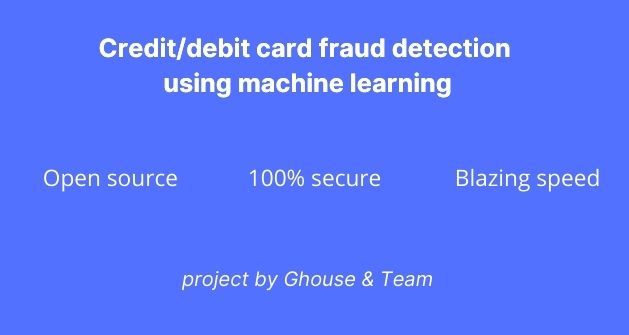 Credit/debit card fraud detection
using machine learning
Open source 100% secure Blazing speed
project by Ghouse & Team